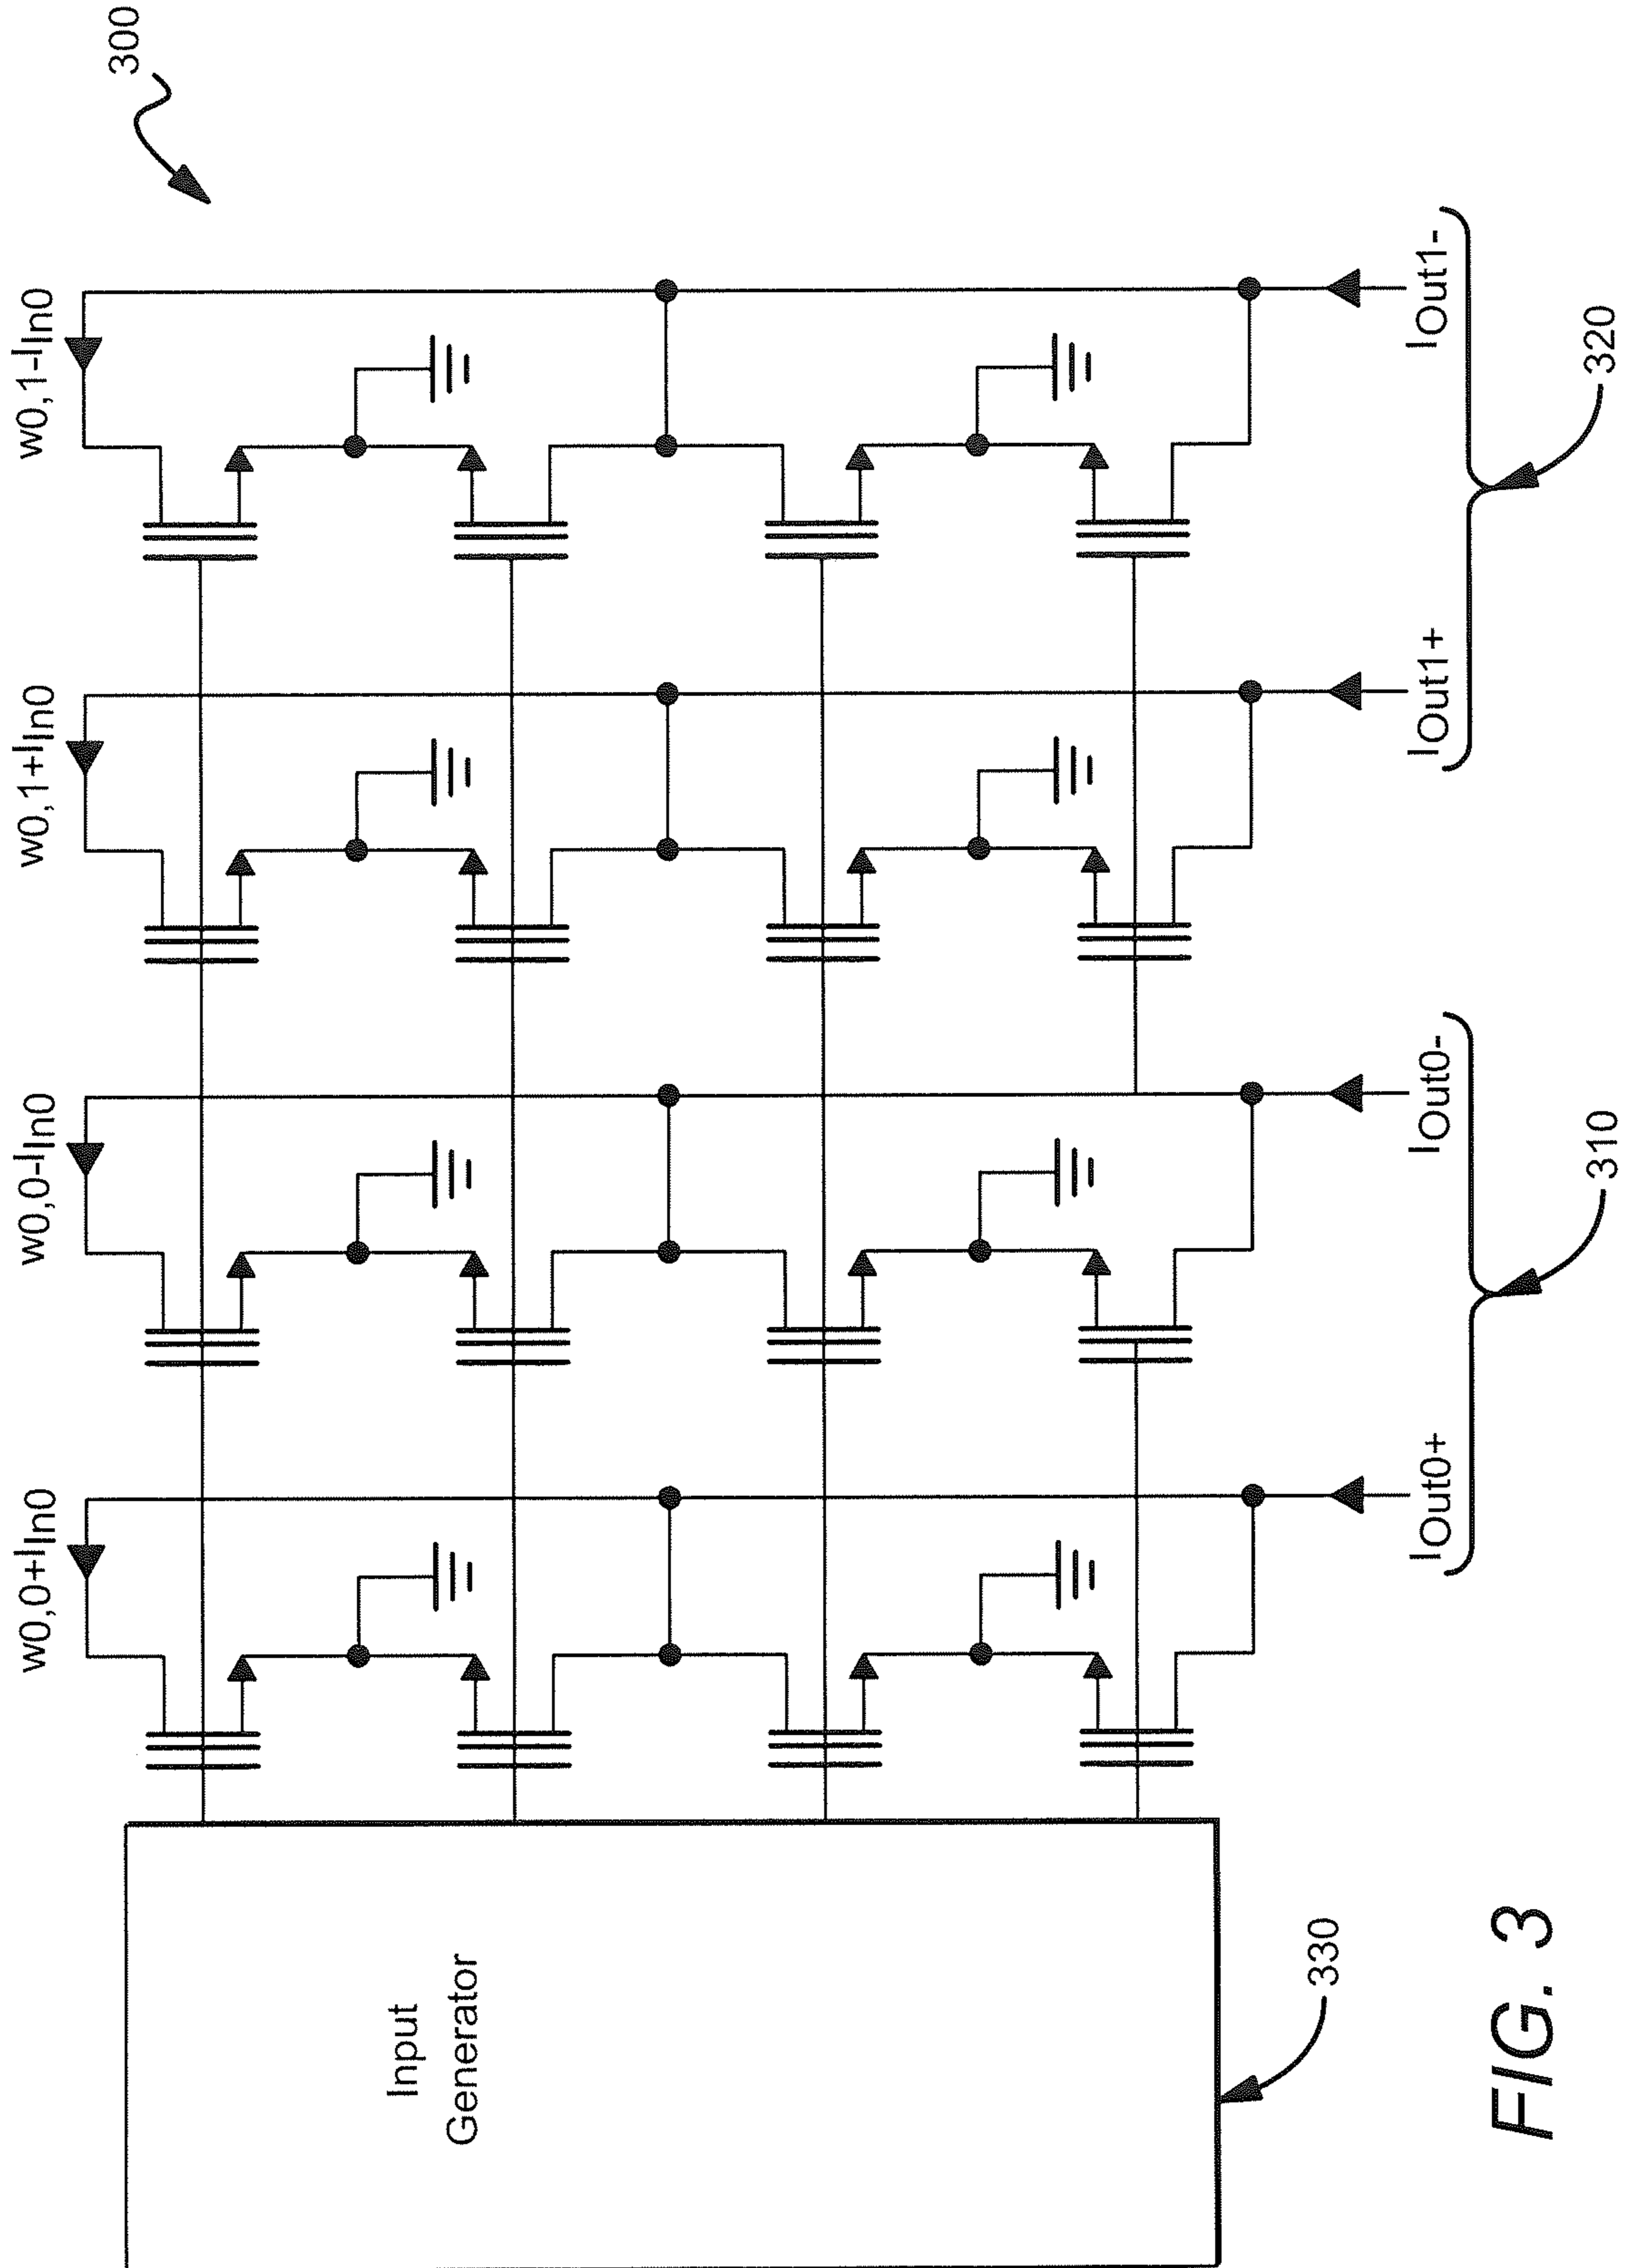 300
w0,0+IIn0
w0,0-IIn0
w0,1+IIn0
w0,1-IIn0
Input
Generator
330
IOut0+
IOut0-
IOut1+
IOut1-
310
320
FIG. 3